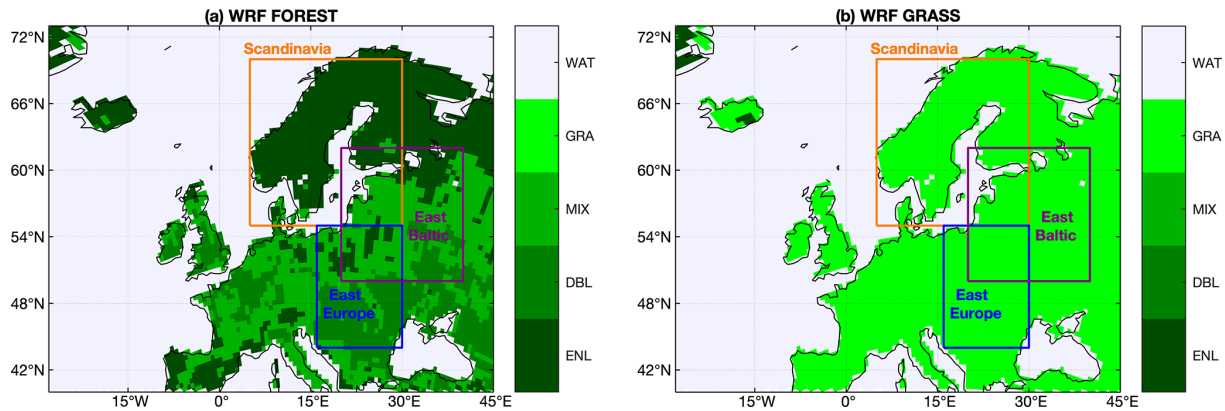 (a) WRF FOREST
72°N
66°N
60°N
54°N
48°N
42°N
15°W
0°
15°E
30°E
45°E
Scandinavia
East
Baltic
East
Europe
WAT
GRA
MIX
DBL
ENL
(b) WRF GRASS
72°N
66°N
60°N
54°N
48°N
42°N
15°W
0°
15°E
30°E
45°E
Scandinavia
East
Baltic
East
Europe
WAT
GRA
MIX
DBL
ENL